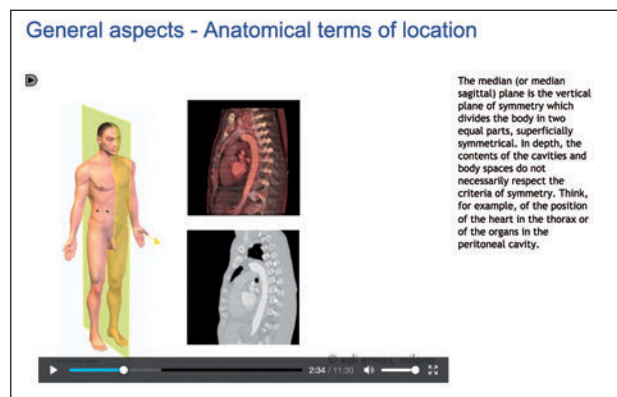 General aspects - Anatomical terms of location
The median (or median
sagittal) plane is the vertical
plane of symmetry which
divides the body in two
equal parts, superficially
symmetrical. In depth, the
contents of the cavities and
body spaces do not
necessarily respect the
criteria of symmetry. Think,
for example, of the position
of the heart in the thorax or
of the organs in the
peritoneal cavity.
© edi.ermes, milano
2:34 / 11:30